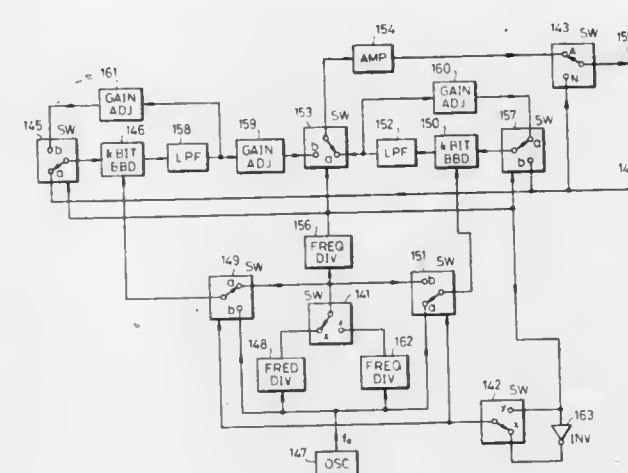 154
AMP
143
SW
A
N
161
GAIN
ADJ
160
GAIN
ADJ
145
SW
b
a
146
k BIT
BBD
158
LPF
159
GAIN
ADJ
153
SW
b
a
152
LPF
150
k BIT
BBD
157
SW
a
b
156
FREQ
DIV
149
SW
a
b
151
SW
b
a
SW
141
x
148
FRED
DIV
162
FREQ
DIV
142
SW
y
x
163
INV
147
OSC